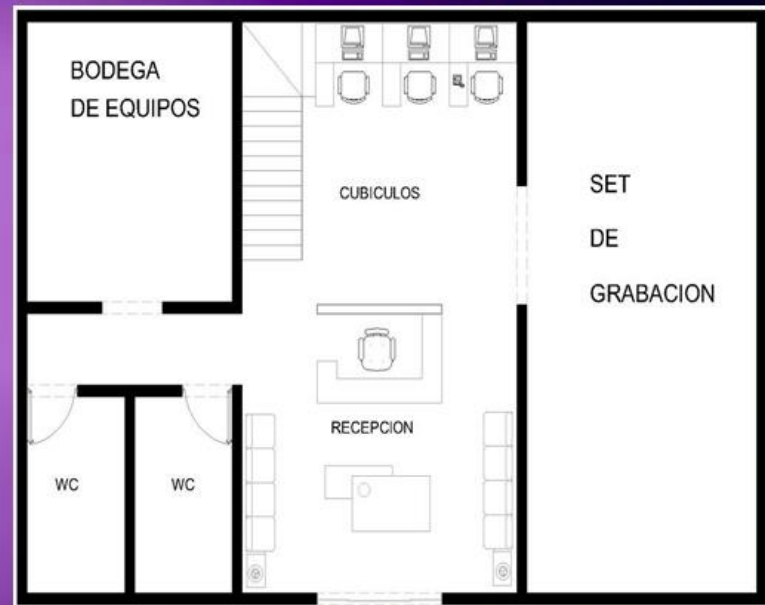 BODEGA
DE EQUIPOS
CUBICULOS
SET
DE
GRABACION
RECEPCION
WC
WC